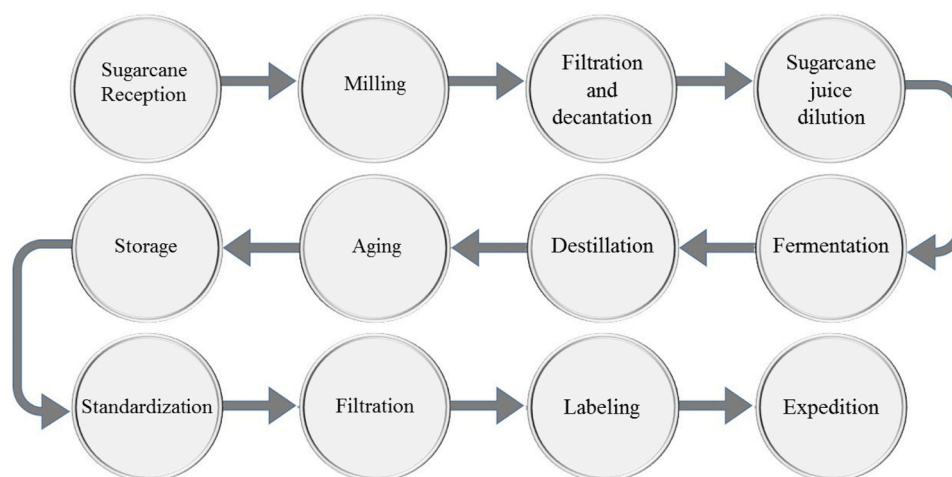 Sugarcane
Reception
Milling
Filtration
and
decantation
Sugarcane
juice
dilution
Storage
Aging
Destillation
Fermentation
Standardization
Filtration
Labeling
Expedition